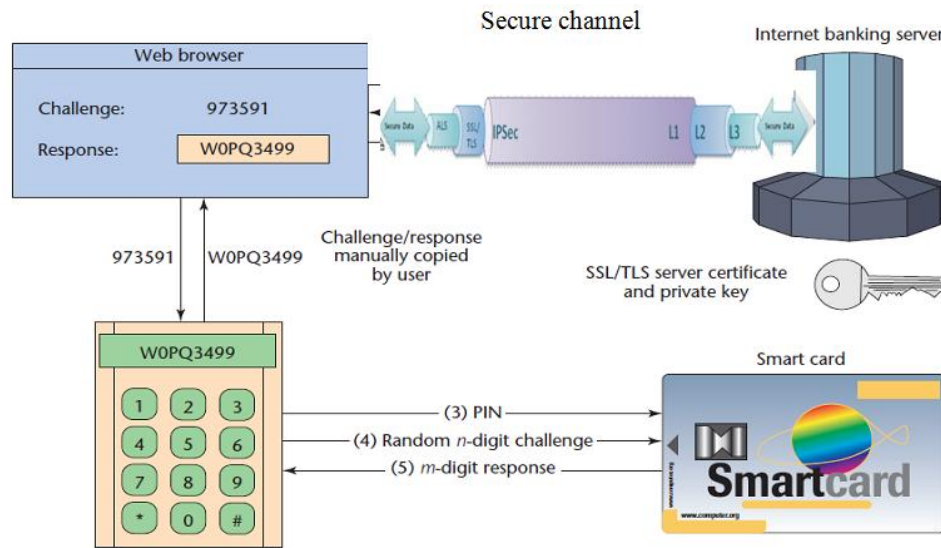 Secure channel
Internet banking server
Web browser
Challenge: 973591
Response: W0PQ3499
Secure Data
ALS
SSL/
TLS
IPSec
L1
L2
L3
Secure Data
973591
W0PQ3499
Challenge/response
manually copied
by user
SSL/TLS server certificate
and private key
W0PQ3499
1 2 3
4 5 6
7 8 9
* 0 #
(3) PIN
(4) Random n-digit challenge
(5) m-digit response
Smart card
Smartcard
www.computer.org